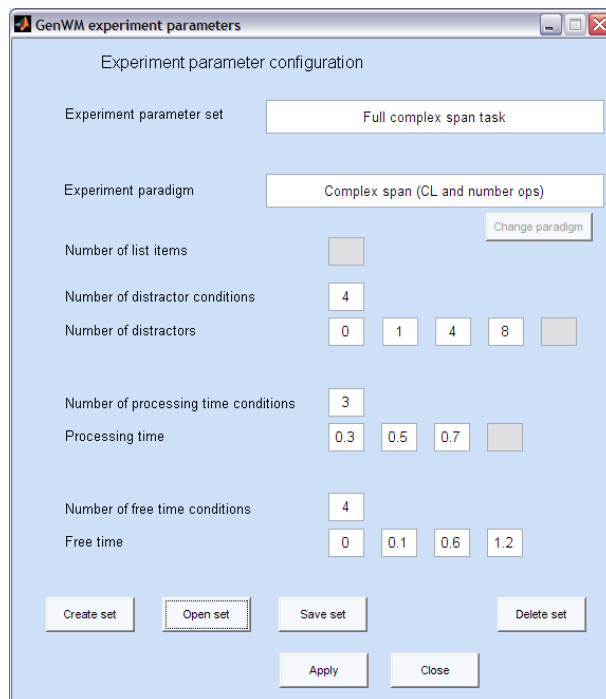 GenWM experiment parameters
Experiment parameter configuration
Experiment parameter set Full complex span task
Experiment paradigm Complex span (CL and number ops)
Change paradigm
Number of list items
Number of distractor conditions 4
Number of distractors 0 1 4 8
Number of processing time conditions 3
Processing time 0.3 0.5 0.7
Number of free time conditions 4
Free time 0 0.1 0.6 1.2
Create set Open set Save set Delete set
Apply Close